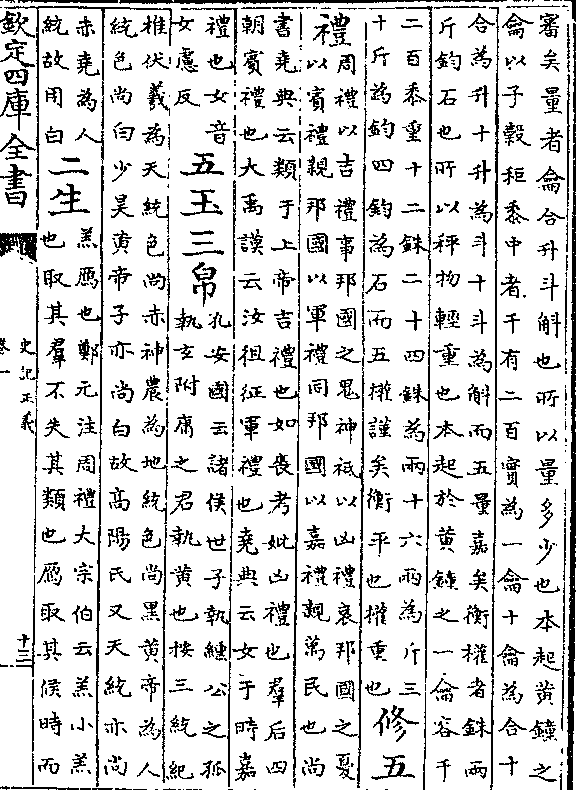 審矣量者龠合升斗斛也所以量多少也本起黃鐘之
龠以子穀秬黍中者千有二百實為一龠十龠為合十
合為升十升為斗十斗為斛而五量嘉矣衡權者銖兩
斤鈞石也所以秤物輕重也本起於黃鐘之一龠容千
二百黍重十二銖二十四銖為兩十六兩為斤三
十斤為鈞四鈞為石而五權謹矣衡平也權重也
修五
禮
周禮以吉禮事邦國之鬼神祇以凶禮哀邦國之憂
以賓禮親邦國以軍禮同邦國以嘉禮親萬民也尚
書堯典云類于上帝吉禮也如喪考妣凶禮也羣后四
朝賓禮也大禹謨云汝徂征軍禮也堯典云女于時嘉
禮也女音
女慮反
五玉三帛
孔安國云諸侯世子執纁公之孤
執玄附庸之君執黃也按三統紀
推伏羲為天統色尚赤神農為地統色尚黑黃帝為人
統色尚白少昊黃帝子亦尚白故高陽氏又天統亦尚
赤堯為人
統故用白
二生
羔鴈也鄭元注周禮大宗伯云羔小羔
也取其羣不失其類也鴈取其候時而
欽定四庫全書
史記正義
卷一
十三